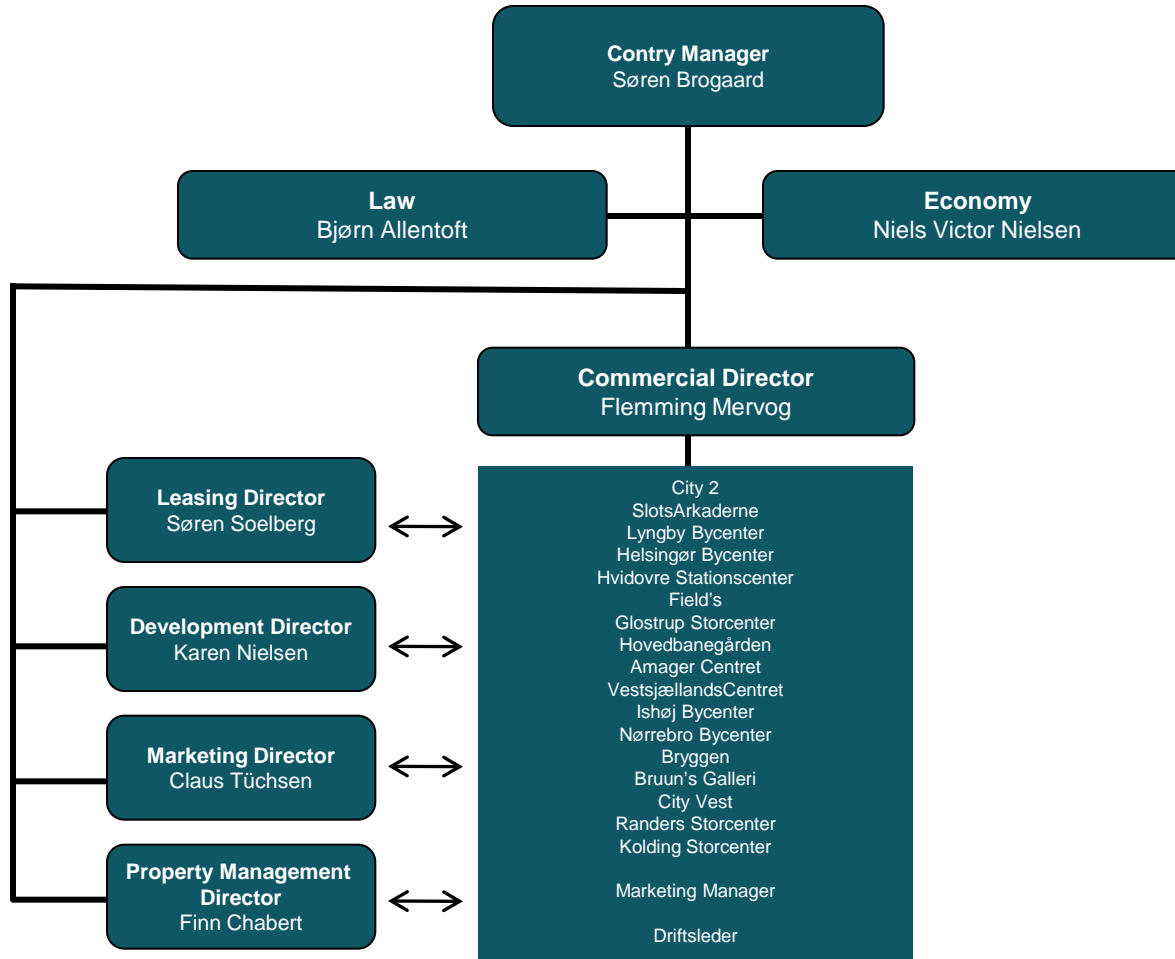 Contry Manager
Søren Brogaard
Law
Bjørn Allentoft
Economy
Niels Victor Nielsen
Commercial Director
Flemming Mervog
Leasing Director
Søren Soelberg
Development Director
Karen Nielsen
Marketing Director
Claus Tüchsen
Property Management
Director
Finn Chabert
City 2
SlotsArkaderne
Lyngby Bycenter
Helsingør Bycenter
Hvidovre Stationscenter
Field's
Glostrup Storcenter
Hovedbanegården
Amager Centret
VestsjællandsCentret
Ishøj Bycenter
Nørrebro Bycenter
Bryggen
Bruun's Galleri
City Vest
Randers Storcenter
Kolding Storcenter
Marketing Manager
Driftsleder